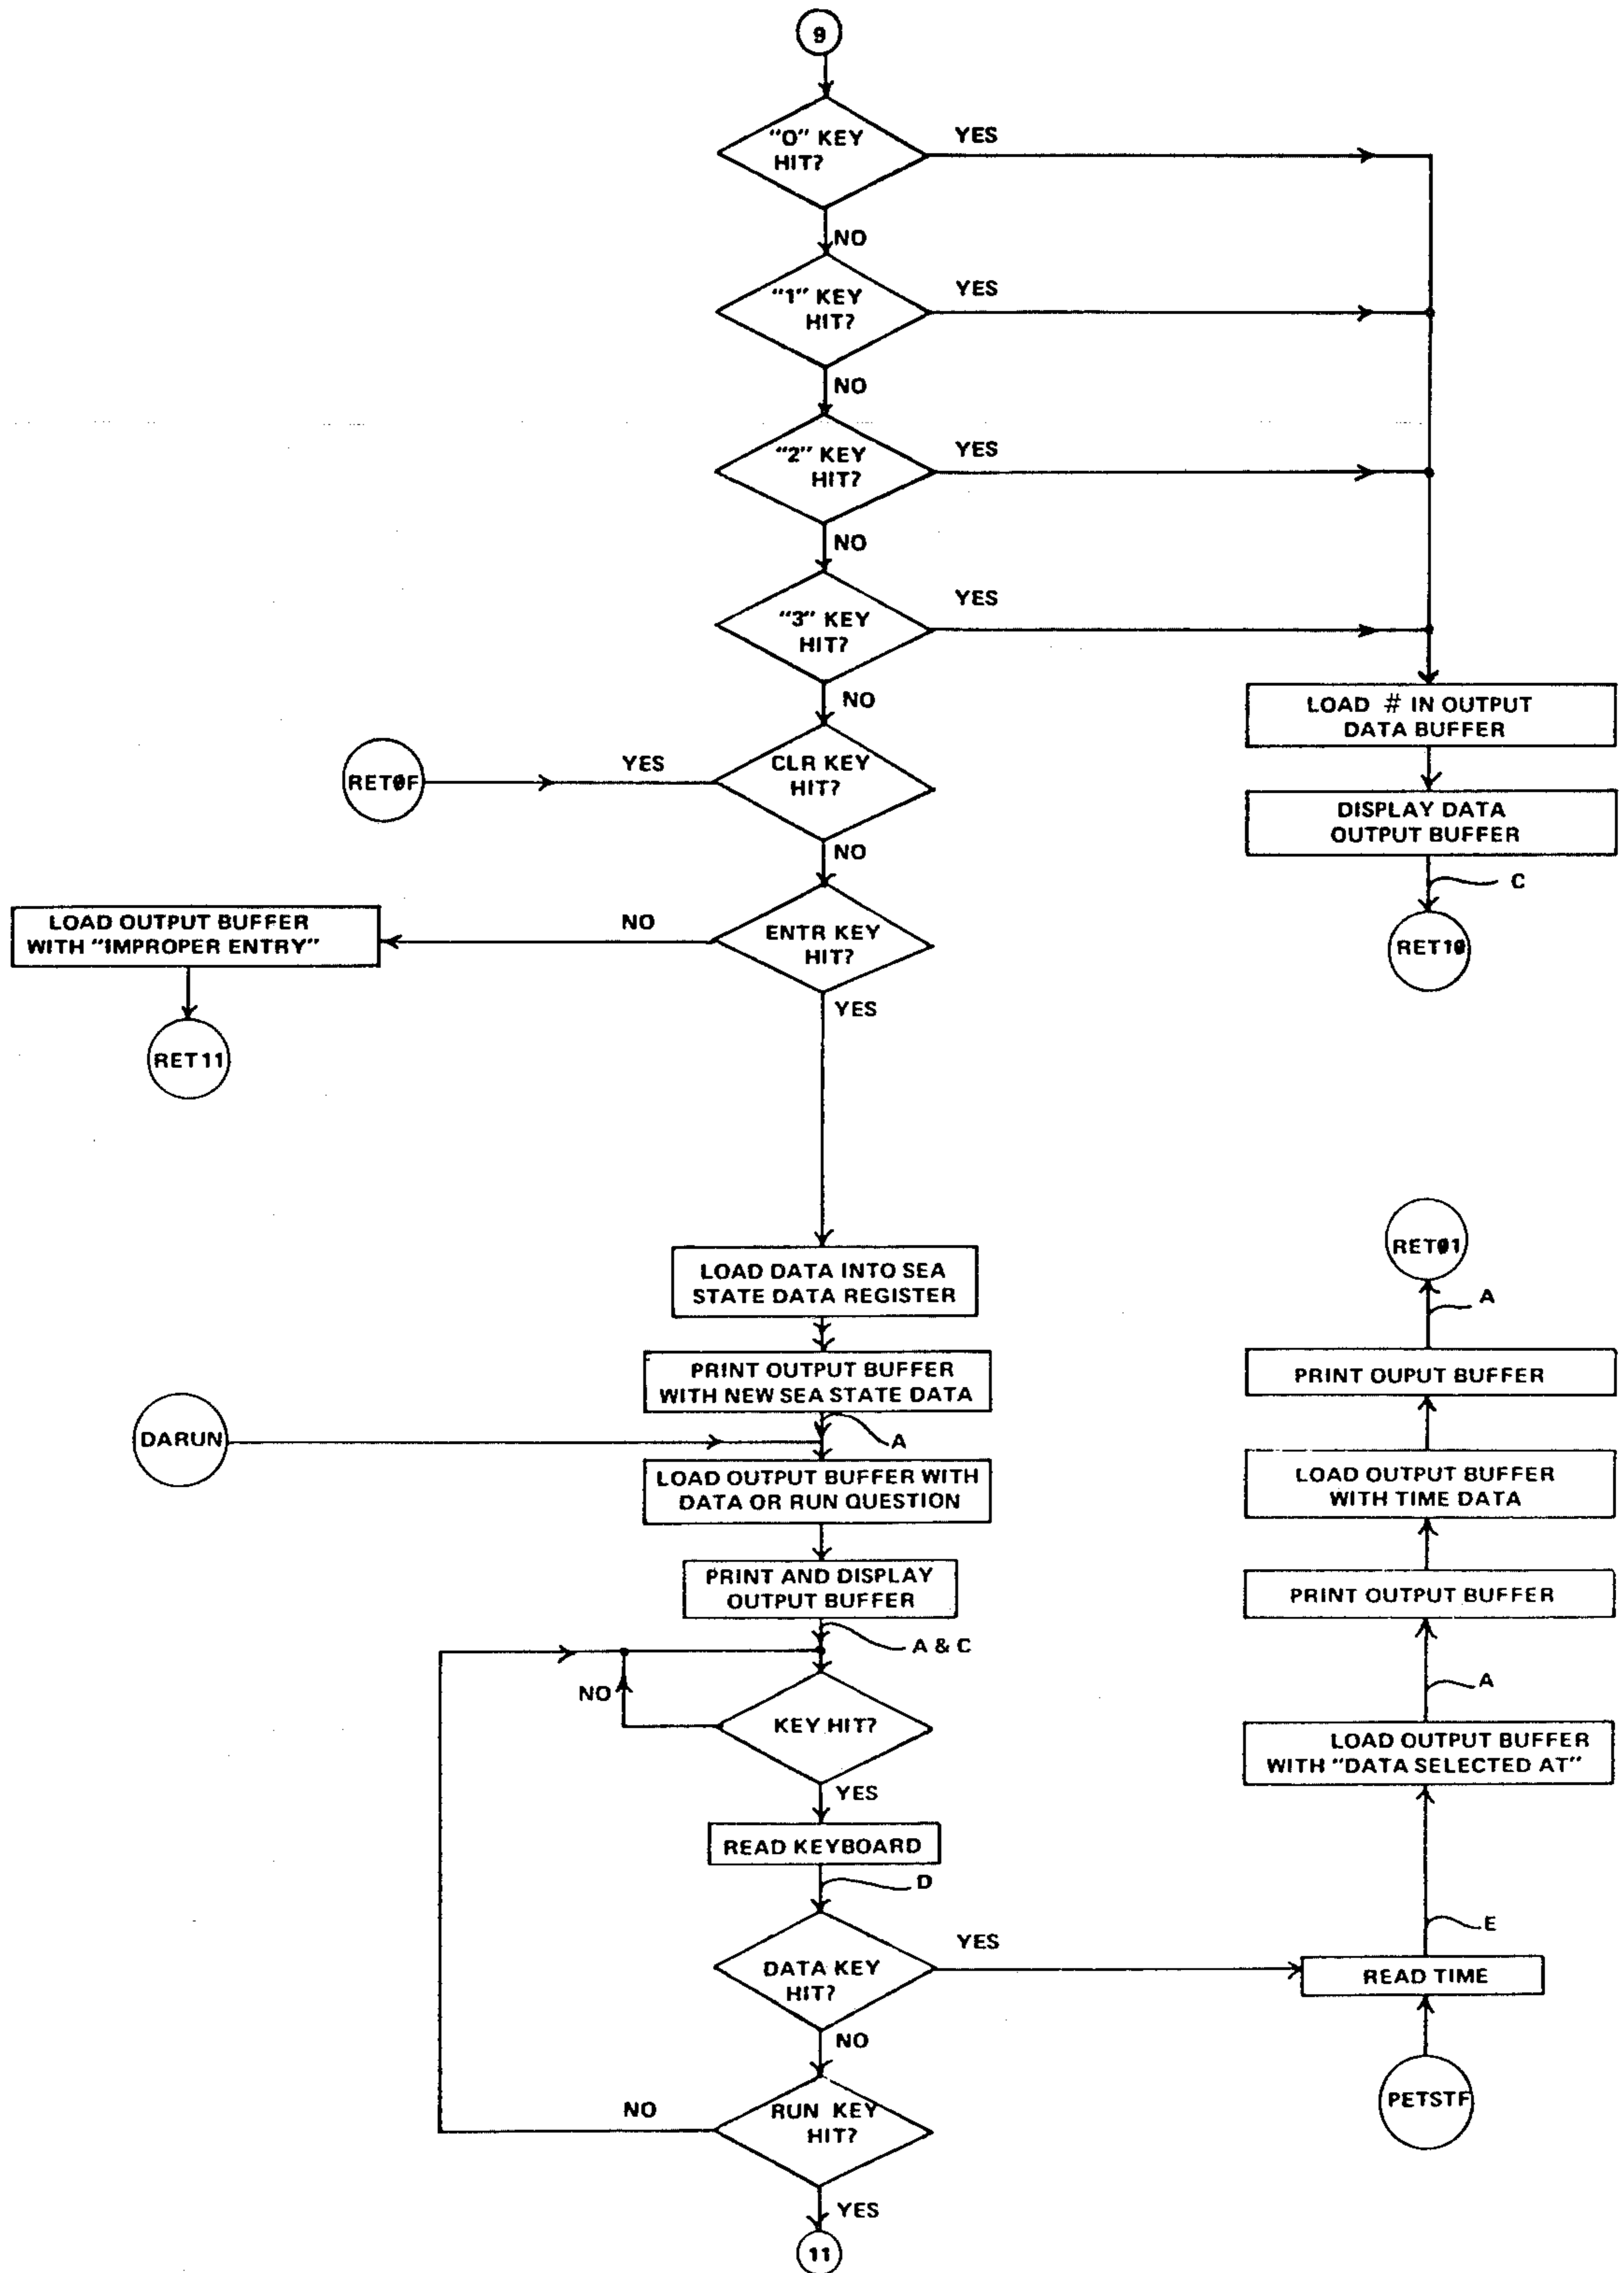 9
"0" KEY
HIT?
YES
NO
"1" KEY
HIT?
YES
NO
"2" KEY
HIT?
YES
NO
"3" KEY
HIT?
YES
NO
LOAD # IN OUTPUT
DATA BUFFER
RET0F
YES
CLR KEY
HIT?
NO
DISPLAY DATA
OUTPUT BUFFER
C
RET10
LOAD OUTPUT BUFFER
WITH "IMPROPER ENTRY"
NO
ENTR KEY
HIT?
YES
RET11
LOAD DATA INTO SEA
STATE DATA REGISTER
PRINT OUTPUT BUFFER
WITH NEW SEA STATE DATA
DARUN
A
LOAD OUTPUT BUFFER WITH
DATA OR RUN QUESTION
PRINT AND DISPLAY
OUTPUT BUFFER
A & C
NO
KEY HIT?
YES
READ KEYBOARD
D
DATA KEY
HIT?
YES
NO
NO
RUN KEY
HIT?
YES
11
RET01
A
PRINT OUPUT BUFFER
LOAD OUTPUT BUFFER
WITH TIME DATA
PRINT OUTPUT BUFFER
A
LOAD OUTPUT BUFFER
WITH "DATA SELECTED AT"
E
READ TIME
PETSTF